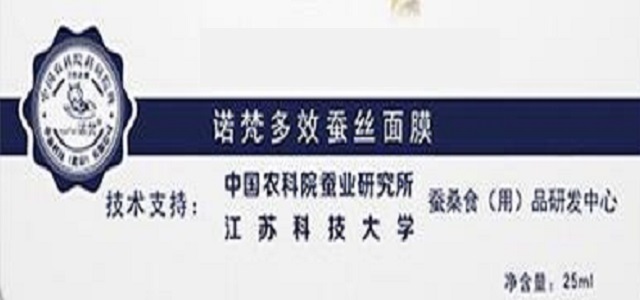 诺梵多效蚕丝面膜
技术支持：
中国农科院蚕业研究所
江苏科技大学
蚕桑食（用）品研发中心
净含量：25ml
诺梵